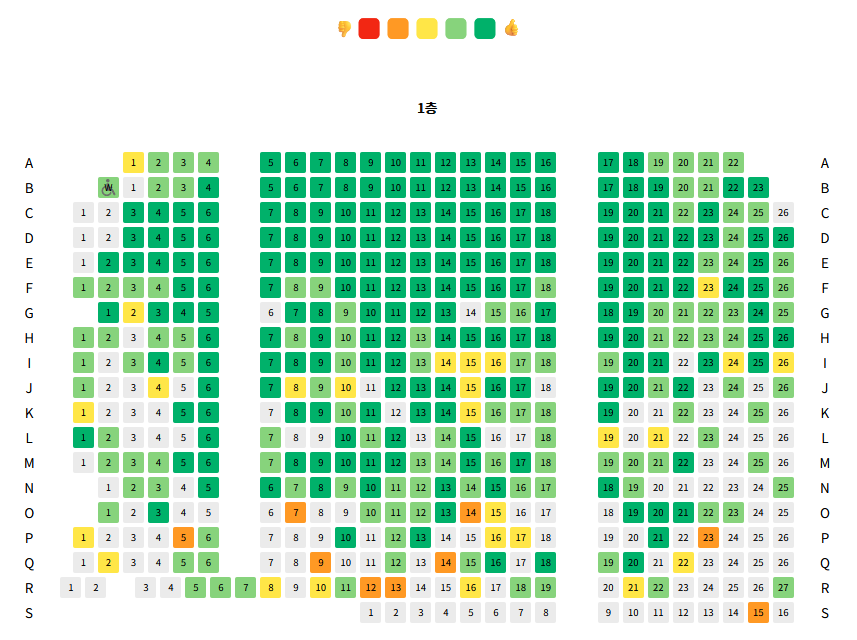 1층
A 1 2 3 4 5 6 7 8 9 10 11 12 13 14 15 16 17 18 19 20 21 22 A
B W 1 2 3 4 5 6 7 8 9 10 11 12 13 14 15 16 17 18 19 20 21 22 23 B
C 1 2 3 4 5 6 7 8 9 10 11 12 13 14 15 16 17 18 19 20 21 22 23 24 25 26 C
D 1 2 3 4 5 6 7 8 9 10 11 12 13 14 15 16 17 18 19 20 21 22 23 24 25 26 D
E 1 2 3 4 5 6 7 8 9 10 11 12 13 14 15 16 17 18 19 20 21 22 23 24 25 26 E
F 1 2 3 4 5 6 7 8 9 10 11 12 13 14 15 16 17 18 19 20 21 22 23 24 25 26 F
G 1 2 3 4 5 6 7 8 9 10 11 12 13 14 15 16 17 18 19 20 21 22 23 24 25 G
H 1 2 3 4 5 6 7 8 9 10 11 12 13 14 15 16 17 18 19 20 21 22 23 24 25 26 H
I 1 2 3 4 5 6 7 8 9 10 11 12 13 14 15 16 17 18 19 20 21 22 23 24 25 26 I
J 1 2 3 4 5 6 7 8 9 10 11 12 13 14 15 16 17 18 19 20 21 22 23 24 25 26 J
K 1 2 3 4 5 6 7 8 9 10 11 12 13 14 15 16 17 18 19 20 21 22 23 24 25 26 K
L 1 2 3 4 5 6 7 8 9 10 11 12 13 14 15 16 17 18 19 20 21 22 23 24 25 26 L
M 1 2 3 4 5 6 7 8 9 10 11 12 13 14 15 16 17 18 19 20 21 22 23 24 25 26 M
N 1 2 3 4 5 6 7 8 9 10 11 12 13 14 15 16 17 18 19 20 21 22 23 24 25 N
O 1 2 3 4 5 6 7 8 9 10 11 12 13 14 15 16 17 18 19 20 21 22 23 24 25 O
P 1 2 3 4 5 6 7 8 9 10 11 12 13 14 15 16 17 18 19 20 21 22 23 24 25 26 P
Q 1 2 3 4 5 6 7 8 9 10 11 12 13 14 15 16 17 18 19 20 21 22 23 24 25 26 Q
R 1 2 3 4 5 6 7 8 9 10 11 12 13 14 15 16 17 18 19 20 21 22 23 24 25 26 27 R
S 1 2 3 4 5 6 7 8 9 10 11 12 13 14 15 16 S